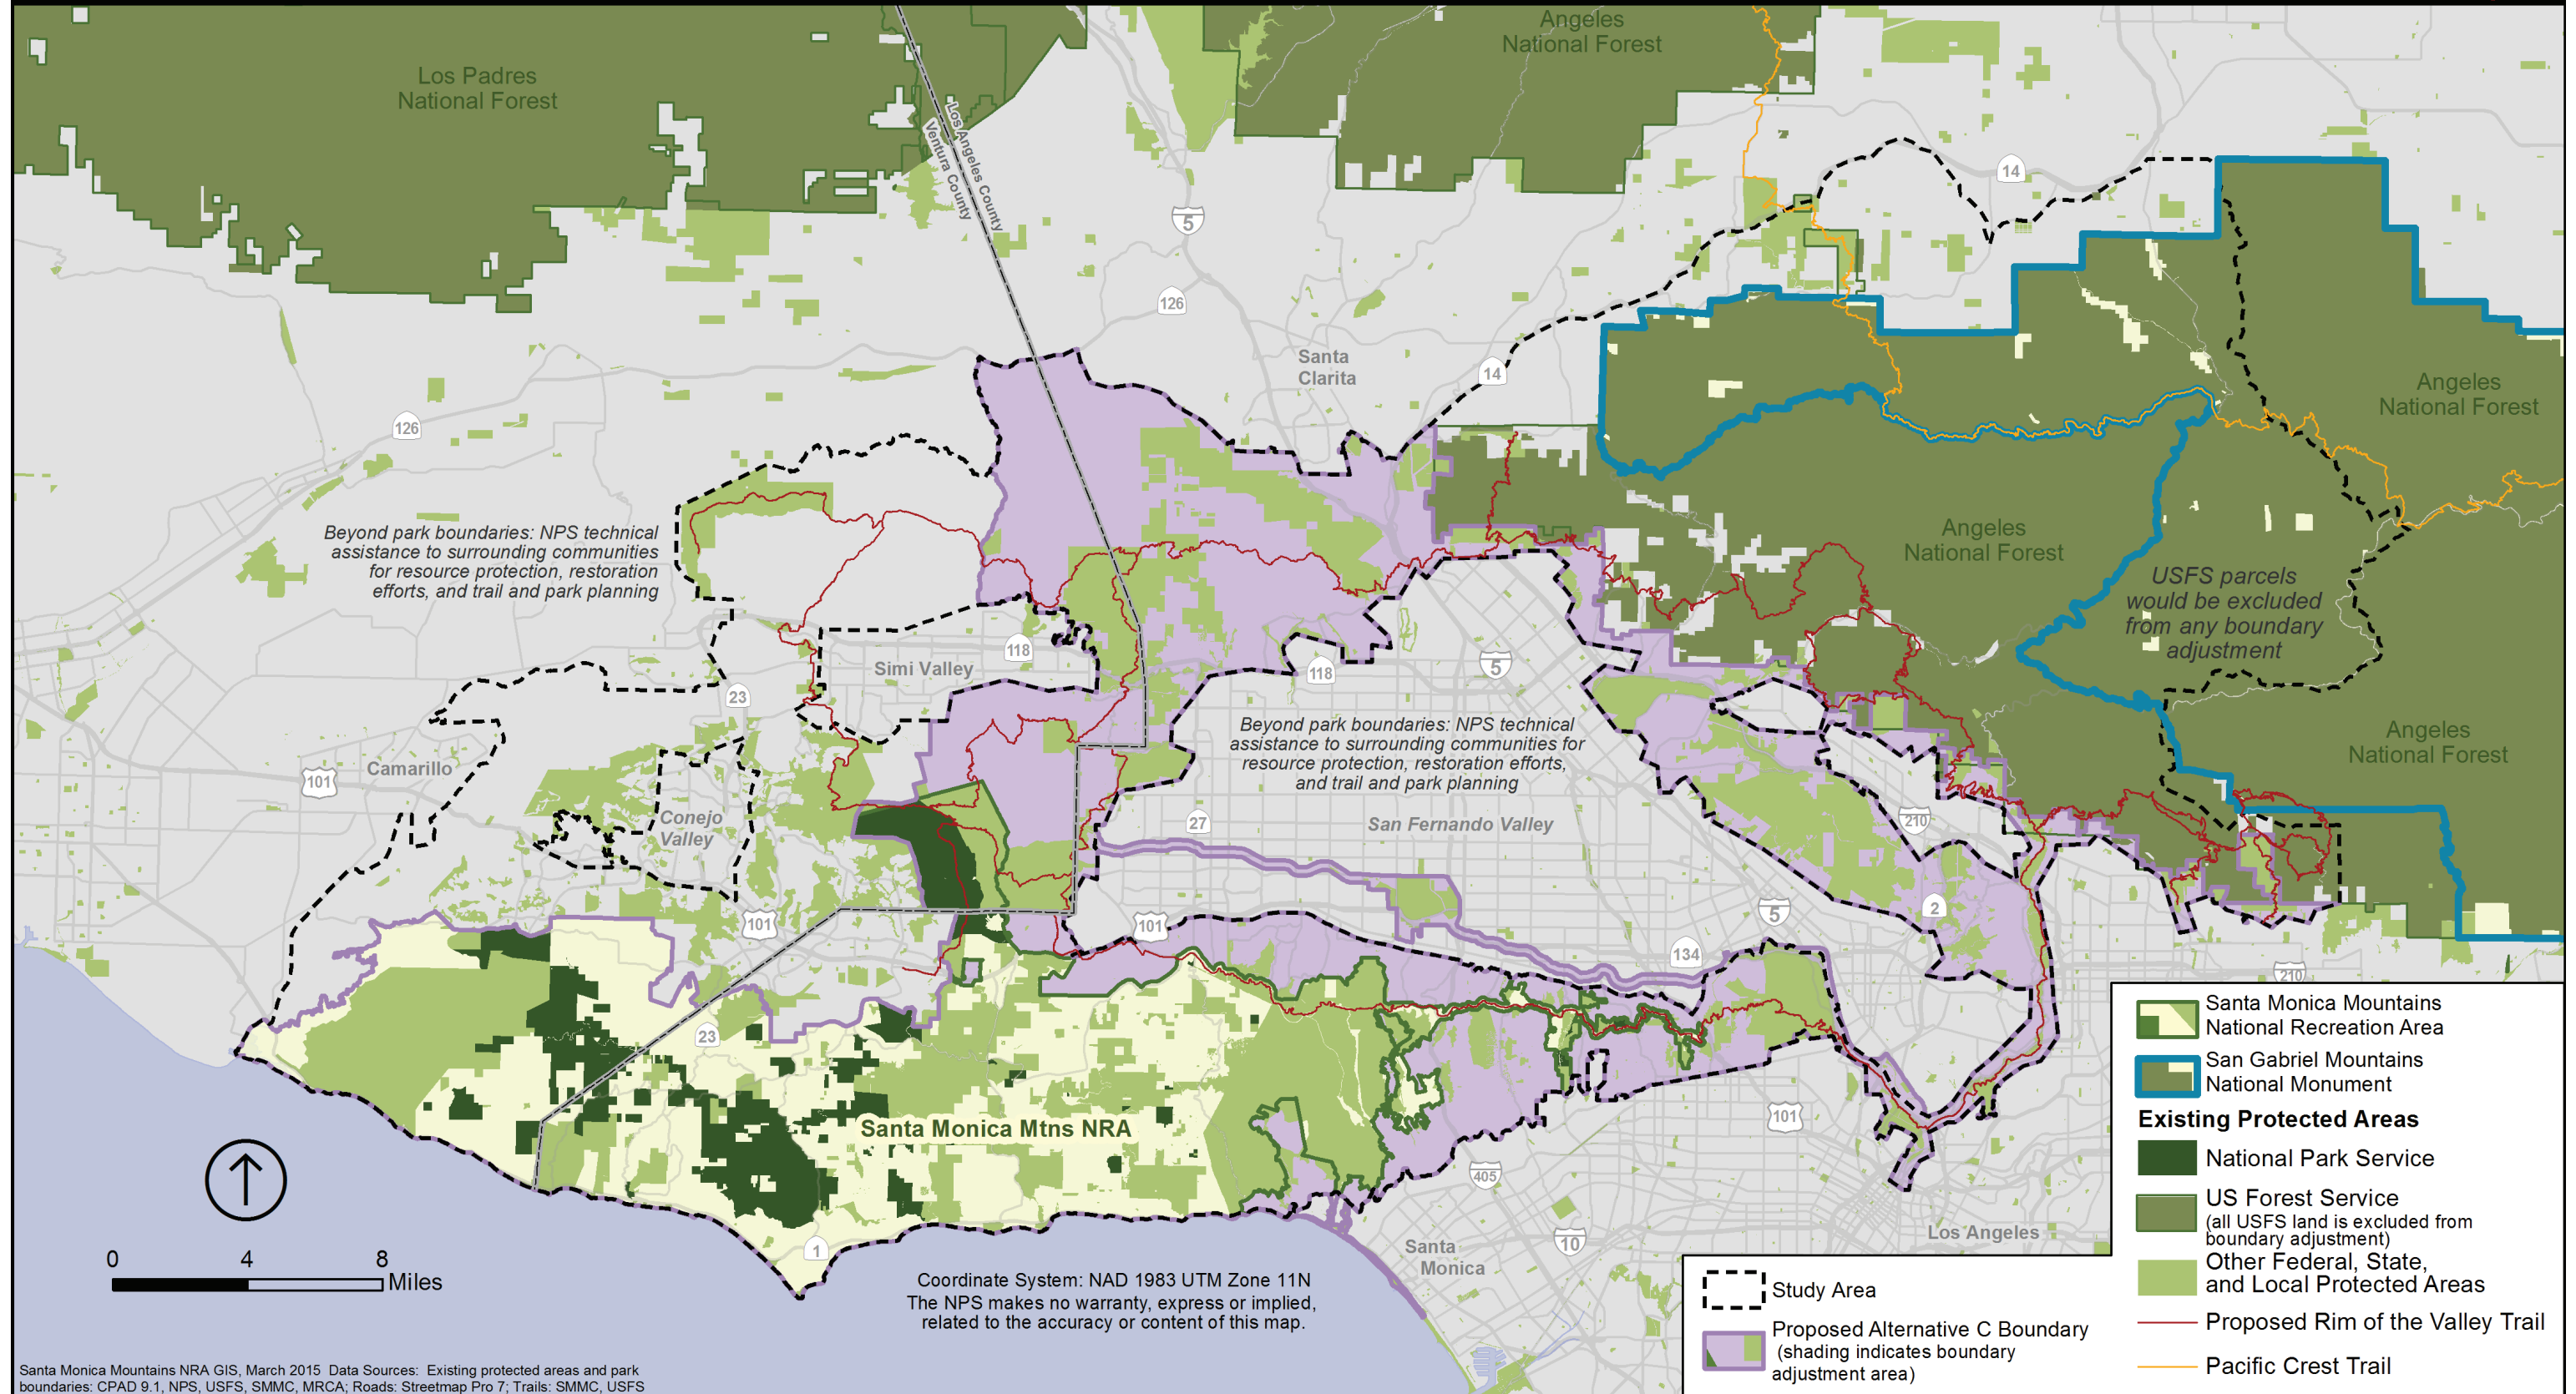 Angeles
National Forest
Los Padres
National Forest
Los Angeles County
Ventura County
14
5
126
Santa
Clarita
14
Angeles
National Forest
126
Beyond park boundaries: NPS technical
assistance to surrounding communities
for resource protection, restoration
efforts, and trail and park planning
Angeles
National Forest
USFS parcels
would be excluded
from any boundary
adjustment
118
Simi Valley
5
118
23
Beyond park boundaries: NPS technical
assistance to surrounding communities for
resource protection, restoration efforts,
and trail and park planning
Angeles
National Forest
Camarillo
101
Conejo
Valley
27
San Fernando Valley
210
2
5
101
101
134
210
23
Santa Monica Mtns NRA
101
405
1
10
Santa
Monica
Los Angeles
0
4
8
Miles
Coordinate System: NAD 1983 UTM Zone 11N
The NPS makes no warranty, express or implied,
related to the accuracy or content of this map.
Santa Monica Mountains NRA GIS, March 2015 Data Sources: Existing protected areas and park
boundaries: CPAD 9.1, NPS, USFS, SMMC, MRCA; Roads: Streetmap Pro 7; Trails: SMMC, USFS
Study Area
Proposed Alternative C Boundary
(shading indicates boundary
adjustment area)
Santa Monica Mountains
National Recreation Area
San Gabriel Mountains
National Monument
Existing Protected Areas
National Park Service
US Forest Service
(all USFS land is excluded from
boundary adjustment)
Other Federal, State,
and Local Protected Areas
Proposed Rim of the Valley Trail
Pacific Crest Trail